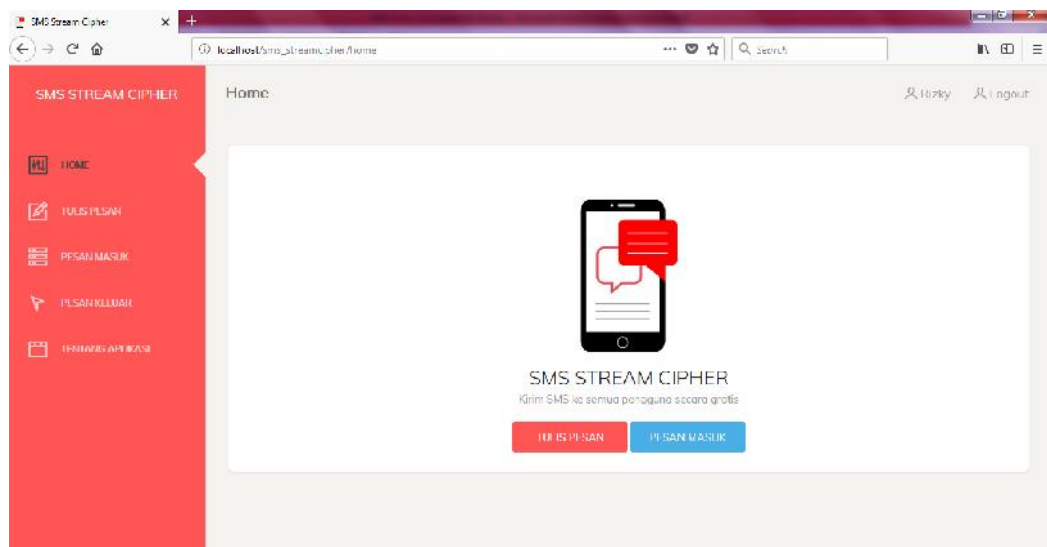 SMS Stream Cipher
localhost/sms_streamcipher/home
Search
SMS STREAM CIPHER
Home
Rizky
Logout
HOME
TULIS PESAN
PESAN MASUK
PESAN KELUAR
TENTANG APLIKASI
SMS STREAM CIPHER
Kirim SMS ke semua pengguna secara gratis
TULIS PESAN
PESAN MASUK